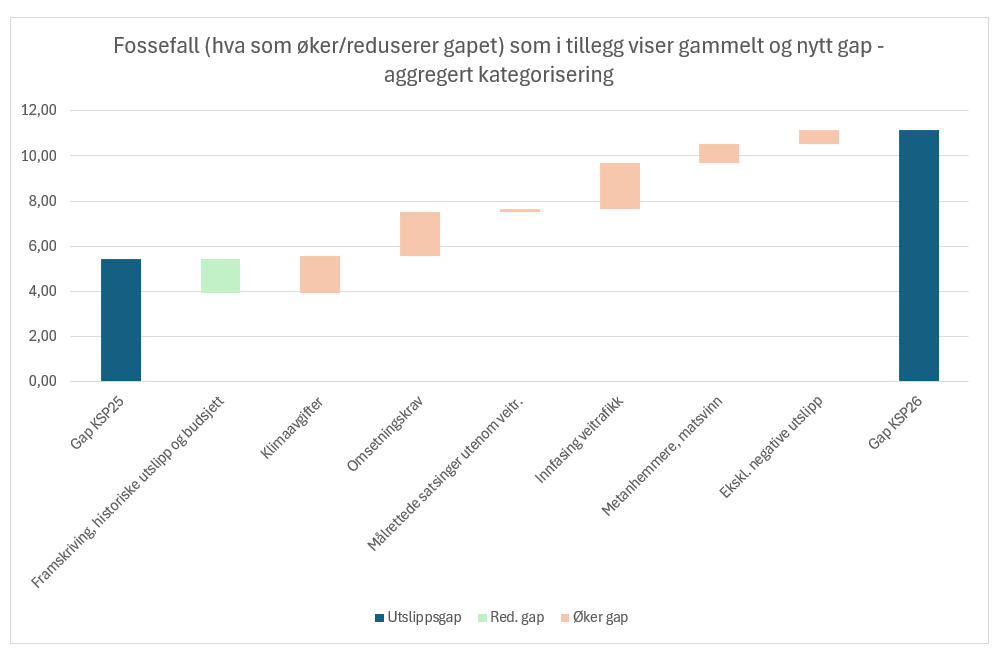 Fossefall (hva som øker/reduserer gapet) som i tillegg viser gammelt og nytt gap -
aggregert kategorisering
12,00
10,00
8,00
6,00
4,00
2,00
0,00
Gap KSP25
Framskriving, historiske utslipp og budsjett
Klimaavgifter
Omsetningskrav
Målrettede satsinger utenom veitr.
Innfasing veitrafikk
Metanhemmere, matsvinn
Ekskl. negative utslipp
Gap KSP26
Utslippsgap
Red. gap
Øker gap